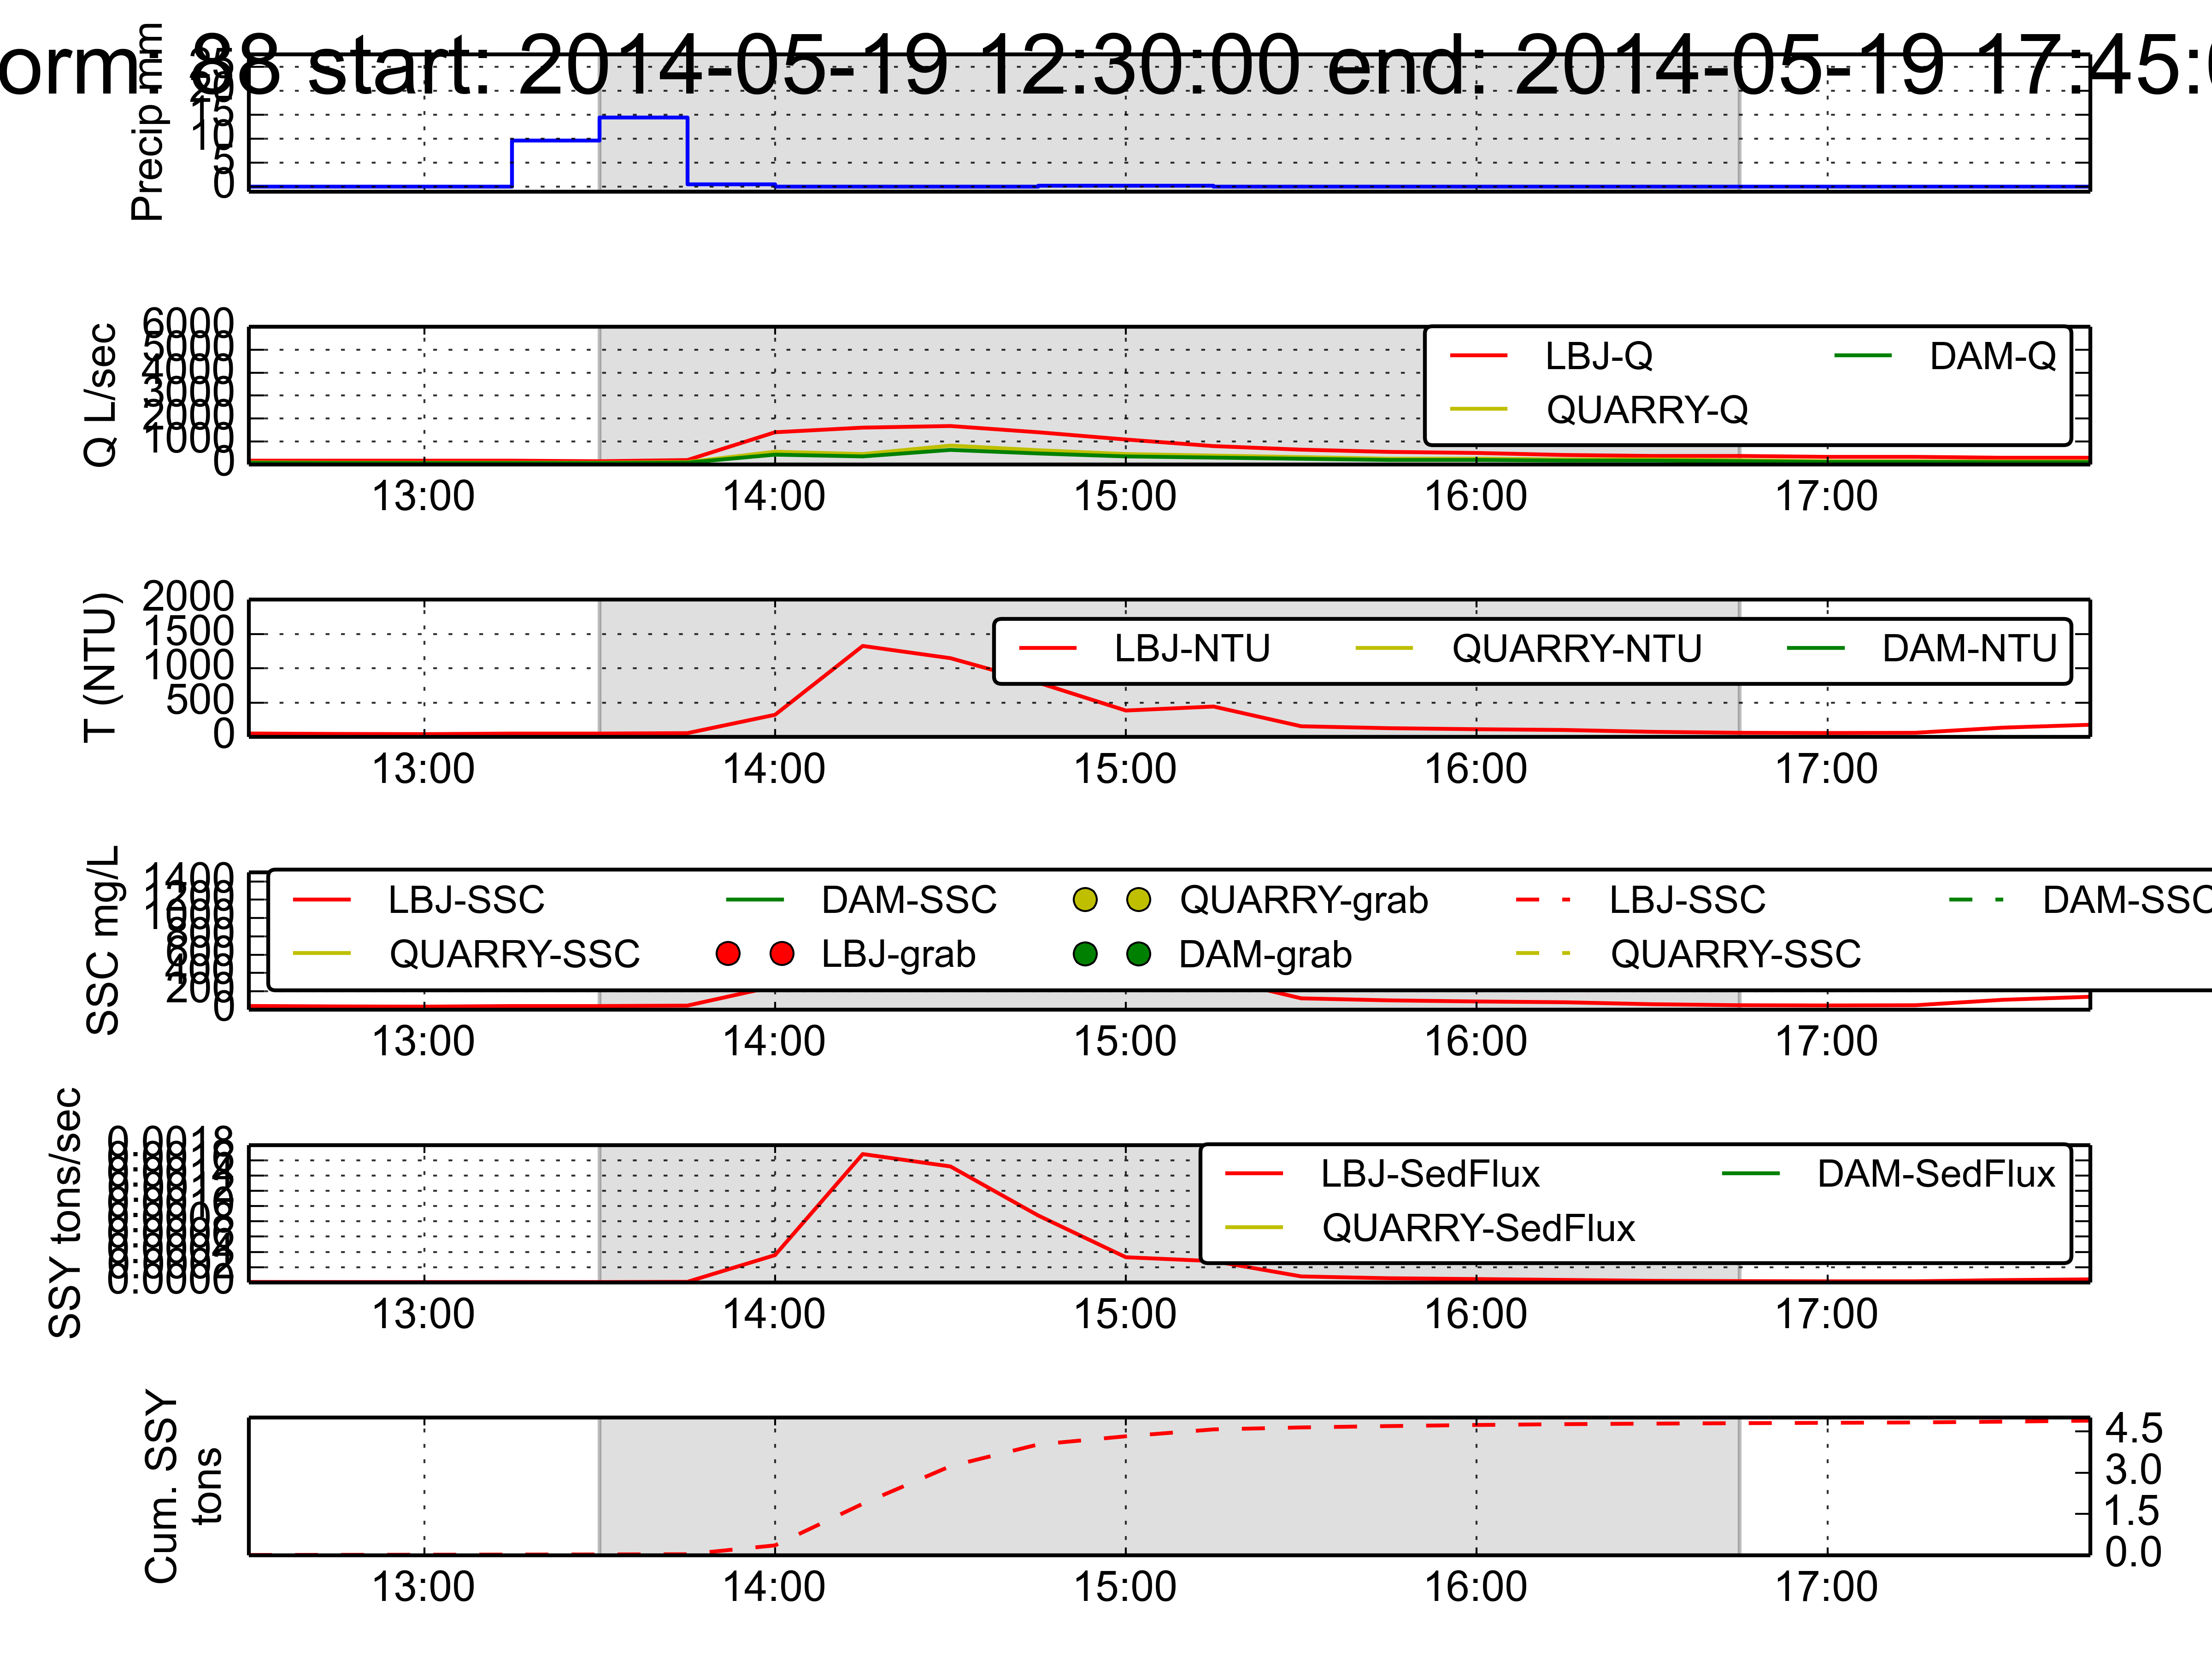 orm: 88 start: 2014-05-19 12:30:00 end: 2014-05-19 17:45:0
Precip mm
25
20
15
10
5
0
Q L/sec
6000
5000
4000
3000
2000
1000
0
LBJ-Q DAM-Q
QUARRY-Q
13:00 14:00 15:00 16:00 17:00
T (NTU)
2000
1500
1000
500
0
LBJ-NTU QUARRY-NTU DAM-NTU
13:00 14:00 15:00 16:00 17:00
SSC mg/L
1400
1200
1000
800
600
400
200
0
LBJ-SSC DAM-SSC QUARRY-grab LBJ-SSC DAM-SSC
QUARRY-SSC LBJ-grab DAM-grab QUARRY-SSC
13:00 14:00 15:00 16:00 17:00
SSY tons/sec
0.0018
0.0000
LBJ-SedFlux DAM-SedFlux
QUARRY-SedFlux
13:00 14:00 15:00 16:00 17:00
Cum. SSY
tons
4.5
3.0
1.5
0.0
13:00 14:00 15:00 16:00 17:00